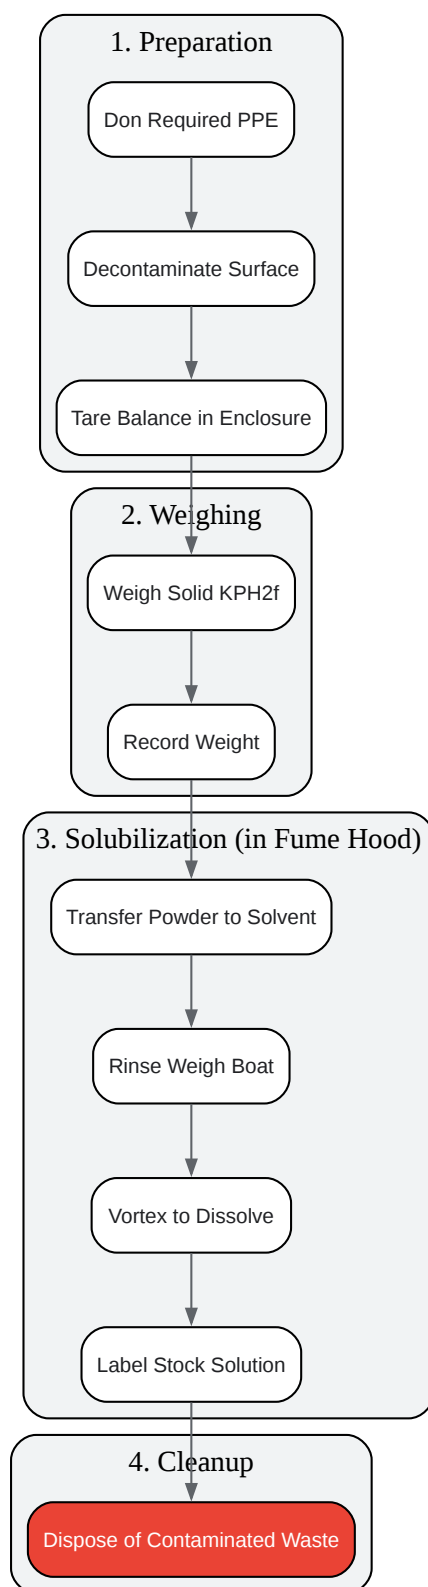 1. Preparation
Don Required PPE
Decontaminate Surface
Tare Balance in Enclosure
2. Weighing
Weigh Solid KPH2f
Record Weight
3. Solubilization (in Fume Hood)
Transfer Powder to Solvent
Rinse Weigh Boat
Vortex to Dissolve
Label Stock Solution
4. Cleanup
Dispose of Contaminated Waste